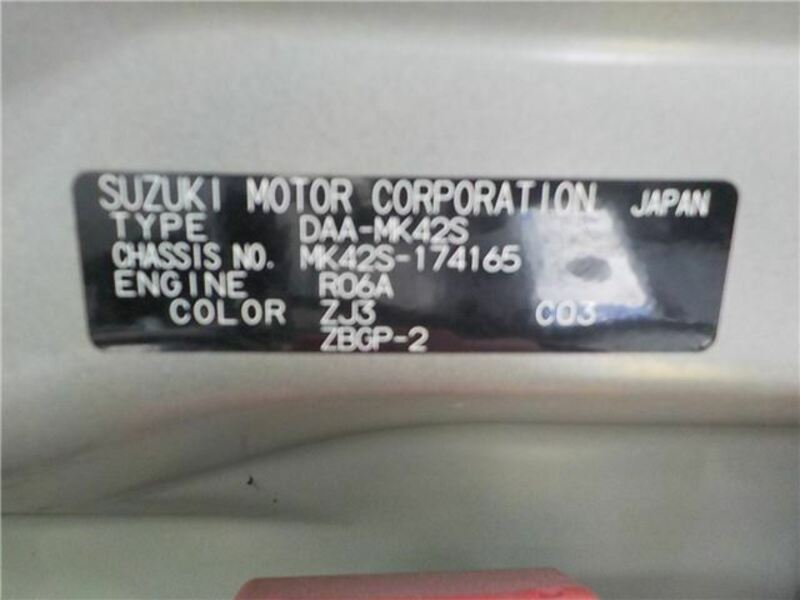 SUZUKI MOTOR CORPORATION JAPAN
TYPE DAA-MK42S
CHASSIS NO. MK42S-174165
ENGINE R06A
COLOR ZJ3 C03
ZBGP-2